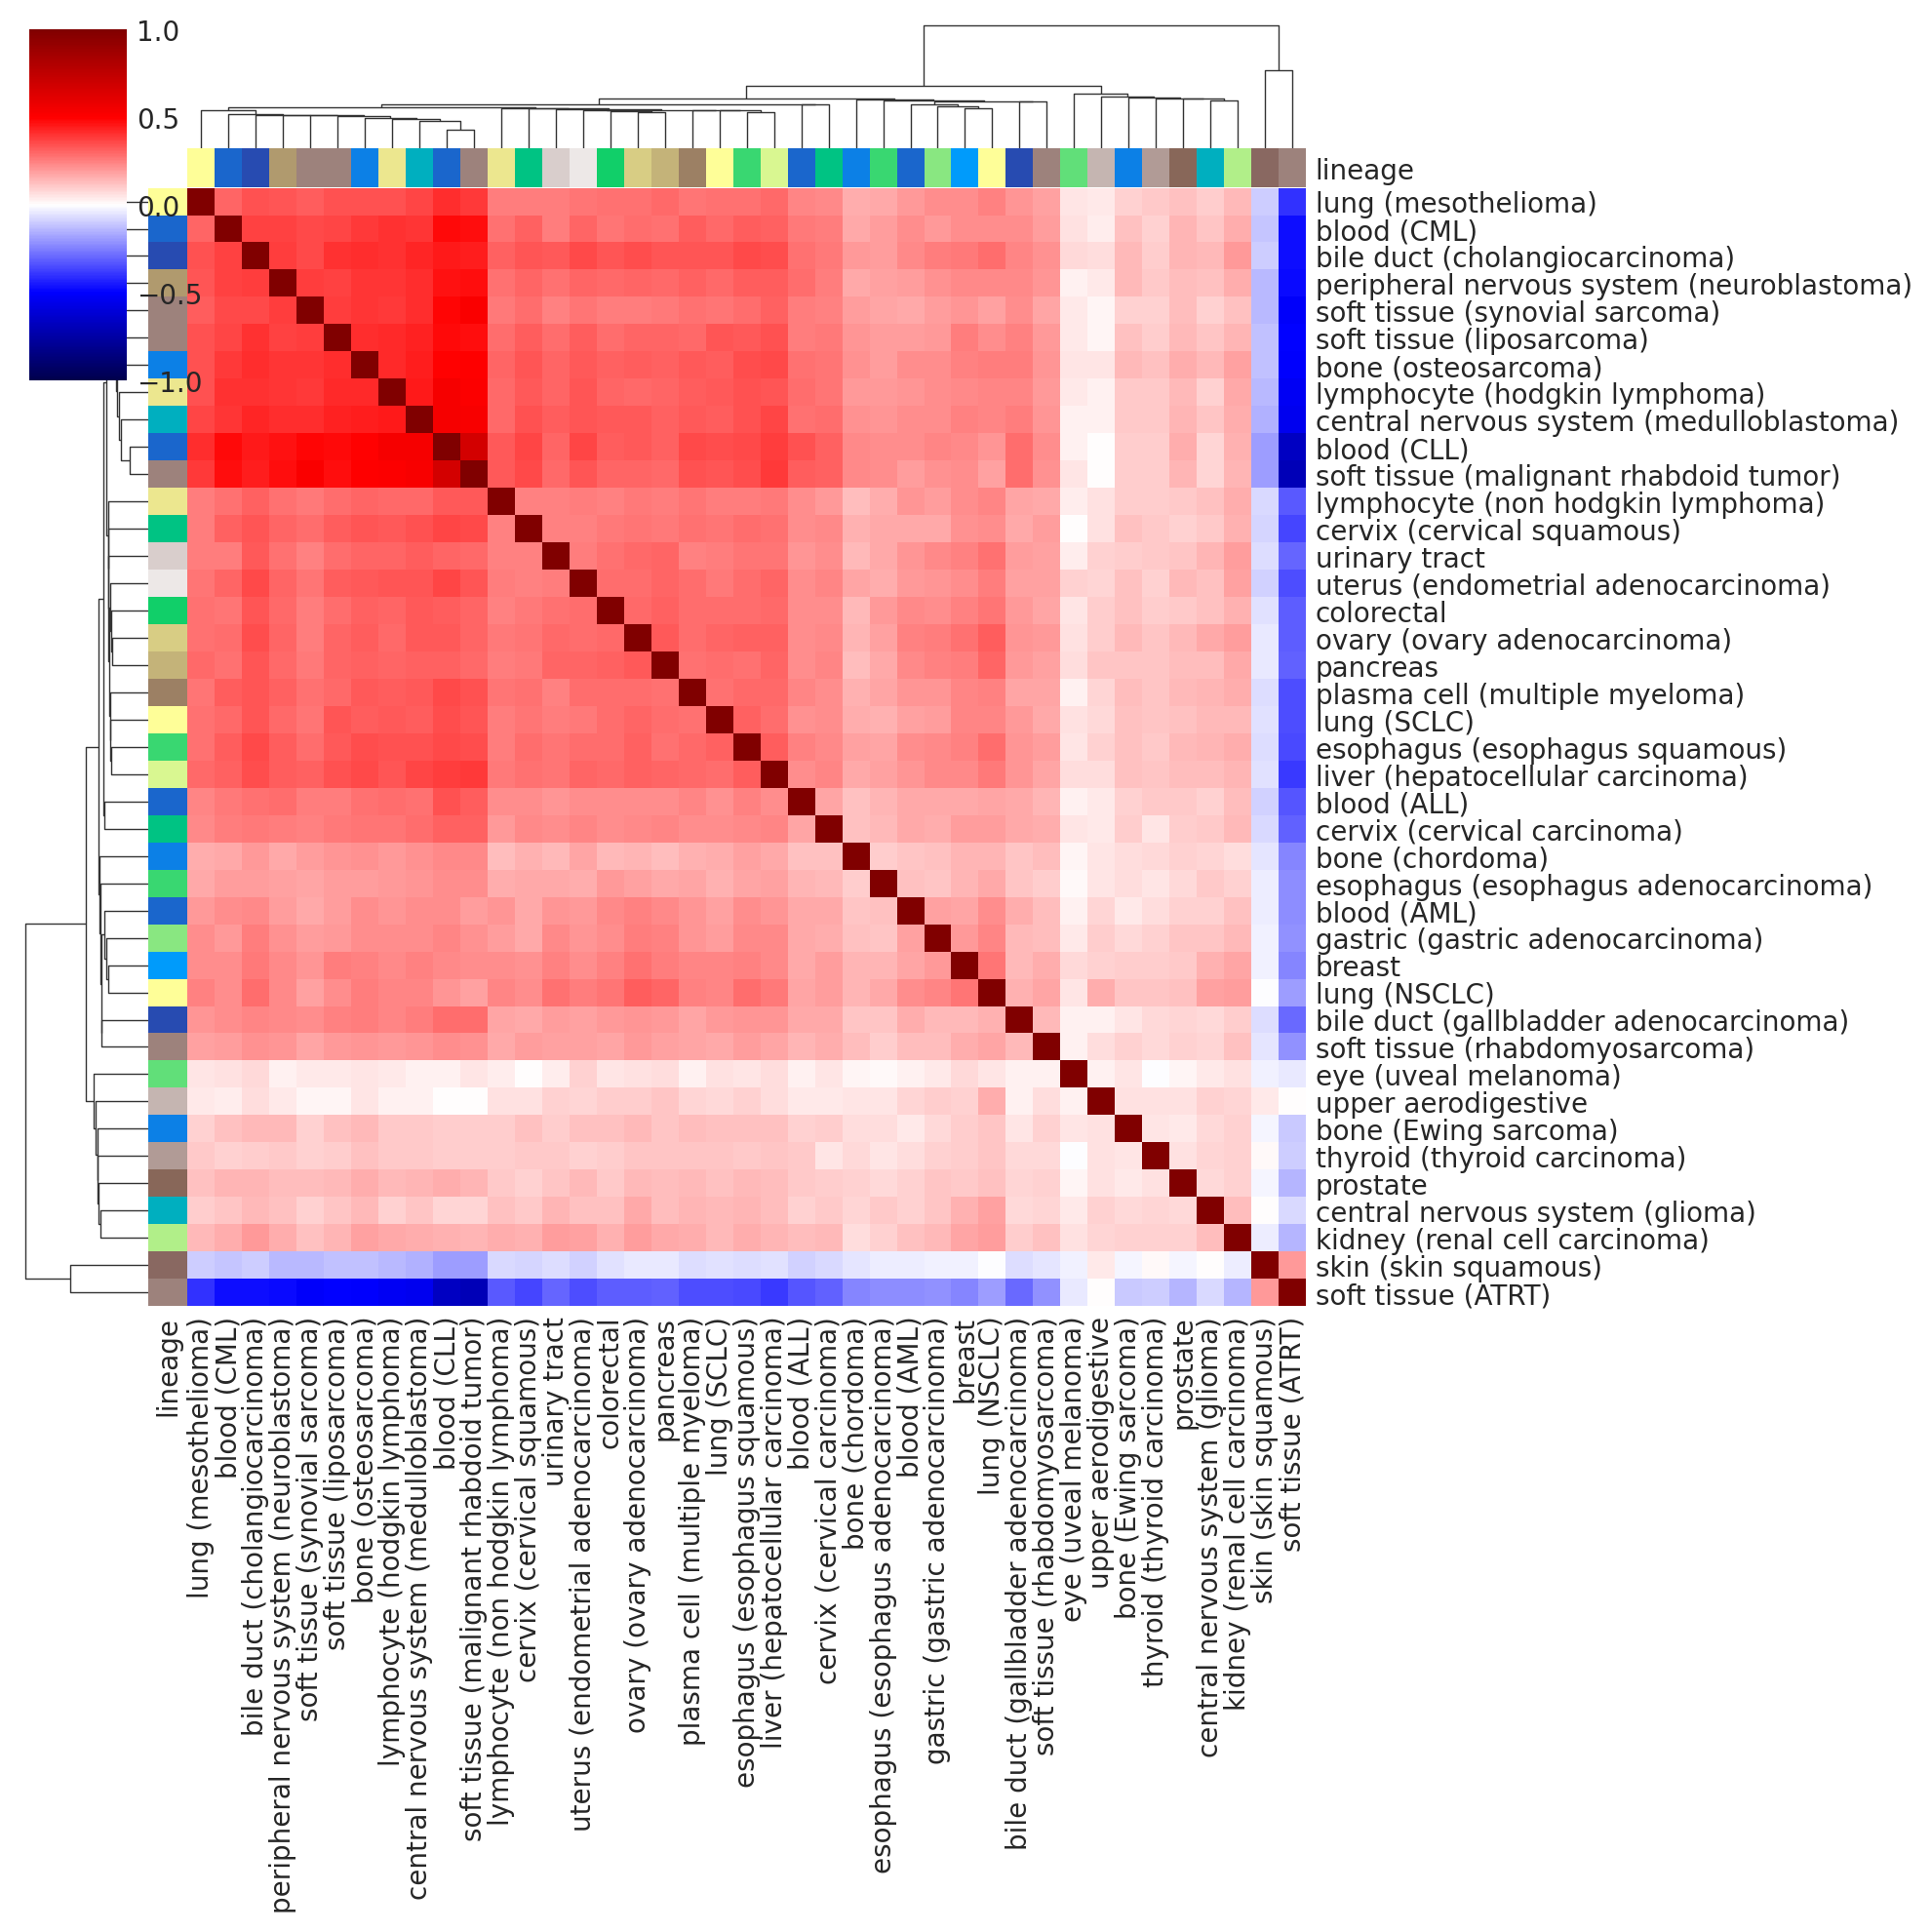 1.0
0.5
0.0
−0.5
−1.0
lineage
lung (mesothelioma)
blood (CML)
bile duct (cholangiocarcinoma)
peripheral nervous system (neuroblastoma)
soft tissue (synovial sarcoma)
soft tissue (liposarcoma)
bone (osteosarcoma)
lymphocyte (hodgkin lymphoma)
central nervous system (medulloblastoma)
blood (CLL)
soft tissue (malignant rhabdoid tumor)
lymphocyte (non hodgkin lymphoma)
cervix (cervical squamous)
urinary tract
uterus (endometrial adenocarcinoma)
colorectal
ovary (ovary adenocarcinoma)
pancreas
plasma cell (multiple myeloma)
lung (SCLC)
esophagus (esophagus squamous)
liver (hepatocellular carcinoma)
blood (ALL)
cervix (cervical carcinoma)
bone (chordoma)
esophagus (esophagus adenocarcinoma)
blood (AML)
gastric (gastric adenocarcinoma)
breast
lung (NSCLC)
bile duct (gallbladder adenocarcinoma)
soft tissue (rhabdomyosarcoma)
eye (uveal melanoma)
upper aerodigestive
bone (Ewing sarcoma)
thyroid (thyroid carcinoma)
prostate
central nervous system (glioma)
kidney (renal cell carcinoma)
skin (skin squamous)
soft tissue (ATRT)
lineage
lung (mesothelioma)
blood (CML)
bile duct (cholangiocarcinoma)
peripheral nervous system (neuroblastoma)
soft tissue (synovial sarcoma)
soft tissue (liposarcoma)
bone (osteosarcoma)
lymphocyte (hodgkin lymphoma)
central nervous system (medulloblastoma)
blood (CLL)
soft tissue (malignant rhabdoid tumor)
lymphocyte (non hodgkin lymphoma)
cervix (cervical squamous)
urinary tract
uterus (endometrial adenocarcinoma)
colorectal
ovary (ovary adenocarcinoma)
pancreas
plasma cell (multiple myeloma)
lung (SCLC)
esophagus (esophagus squamous)
liver (hepatocellular carcinoma)
blood (ALL)
cervix (cervical carcinoma)
bone (chordoma)
esophagus (esophagus adenocarcinoma)
blood (AML)
gastric (gastric adenocarcinoma)
breast
lung (NSCLC)
bile duct (gallbladder adenocarcinoma)
soft tissue (rhabdomyosarcoma)
eye (uveal melanoma)
upper aerodigestive
bone (Ewing sarcoma)
thyroid (thyroid carcinoma)
prostate
central nervous system (glioma)
kidney (renal cell carcinoma)
skin (skin squamous)
soft tissue (ATRT)